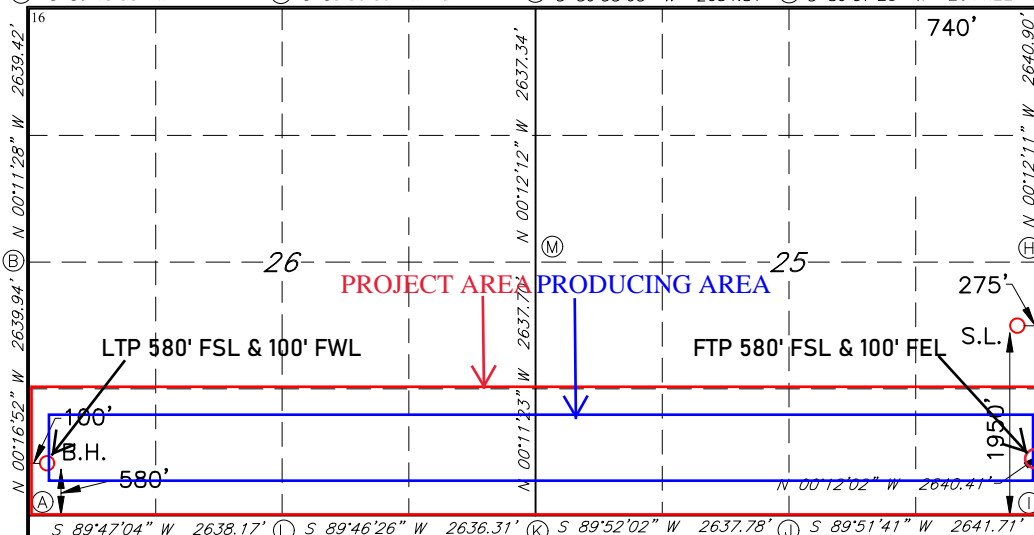 16
740'
2639.42'
N 00°11'28" W
2637.34'
N 00°12'12" W
2640.90'
N 00°12'11" W
B
26
M
25
H
PROJECT AREA
PRODUCING AREA
275'
S.L.
LTP 580' FSL & 100' FWL
FTP 580' FSL & 100' FEL
2639.94'
N 00°16'52" W
N 00°11'23" W
1950'
100'
B.H.
580'
N 00°12'02" W 2640.41'
A
I
S 89°47'04" W 2638.17'
L
S 89°46'26" W 2636.31'
K
S 89°52'02" W 2637.78'
J
S 89°51'41" W 2641.71'